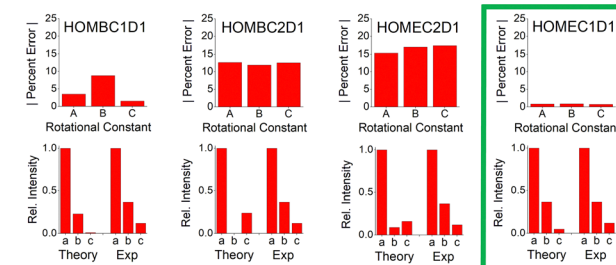 HOMBC1D1
| Percent Error |
25
20
15
10
5
0
A B C
Rotational Constant
Rel. Intensity
1.0
0.5
0.0
a b c a b c
Theory Exp
HOMBC2D1
| Percent Error |
25
20
15
10
5
0
A B C
Rotational Constant
Rel. Intensity
1.0
0.5
0.0
a b c a b c
Theory Exp
HOMEC2D1
| Percent Error |
25
20
15
10
5
0
A B C
Rotational Constant
Rel. Intensity
1.0
0.5
0.0
a b c a b c
Theory Exp
HOMEC1D1
| Percent Error |
25
20
15
10
5
0
A B C
Rotational Constan
Rel. Intensity
1.0
0.5
0.0
a b c a b c
Theory Exp